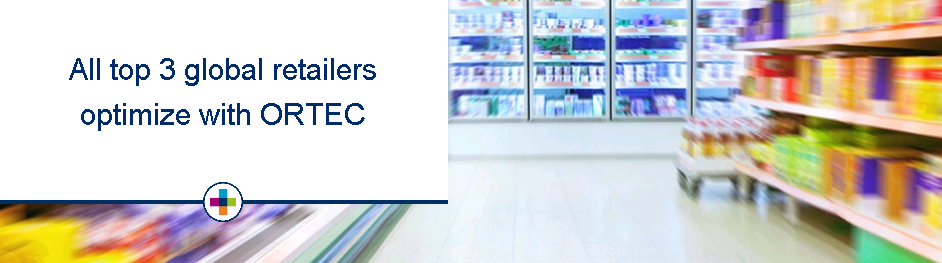 All top 3 global retailers
optimize with ORTEC